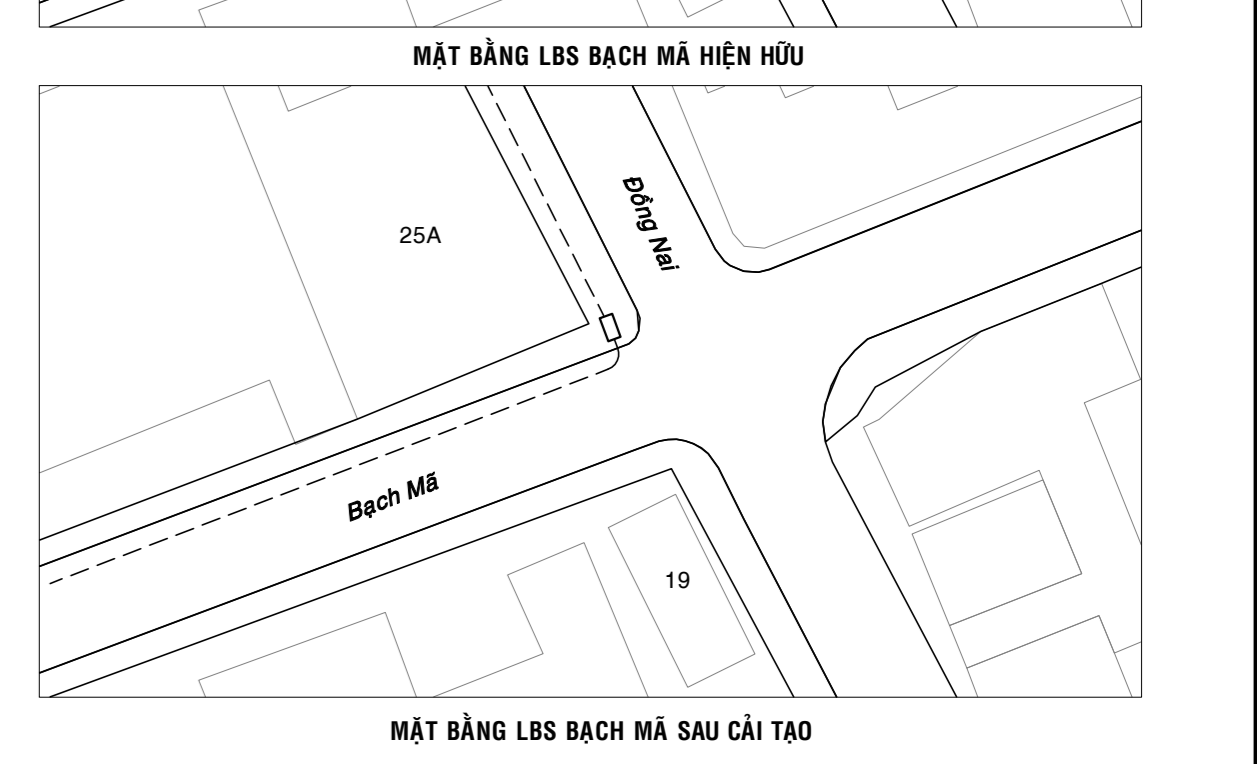 MẶT BẰNG LBS BẠCH MÃ HIỆN HỮU
Đồng Nai
25A
Bạch Mã
19
MẶT BẰNG LBS BẠCH MÃ SAU CẢI TẠO